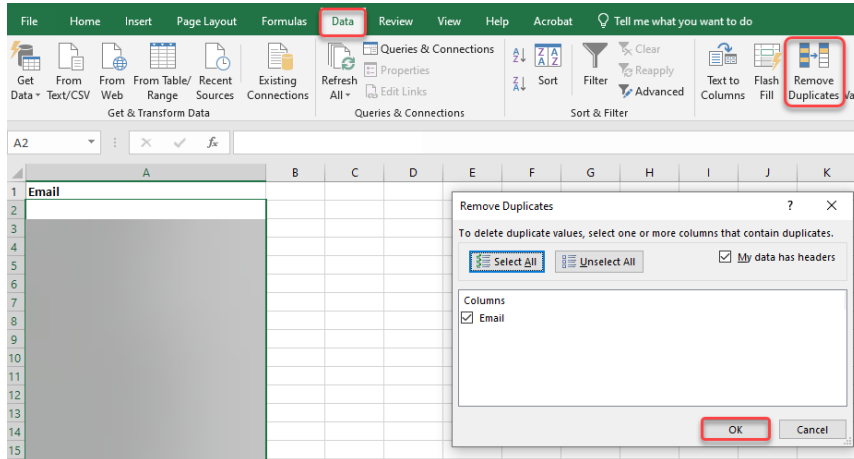 File Home Insert Page Layout Formulas Data Review View Help Acrobat Tell me what you want to do
Get Data
From Text/CSV
From Web
From Table/ Range
Recent Sources
Existing Connections
Refresh All
Queries & Connections
Properties
Edit Links
Sort
Filter
Clear
Reapply
Advanced
Text to Columns
Flash Fill
Remove Duplicates
Va
Get & Transform Data
Queries & Connections
Sort & Filter
A2 fx
A B C D E F G H I J K
1 Email
2
3
4
5
6
7
8
9
10
11
12
13
14
15
Remove Duplicates ? X
To delete duplicate values, select one or more columns that contain duplicates.
Select All Unselect All My data has headers
Columns
Email
OK Cancel